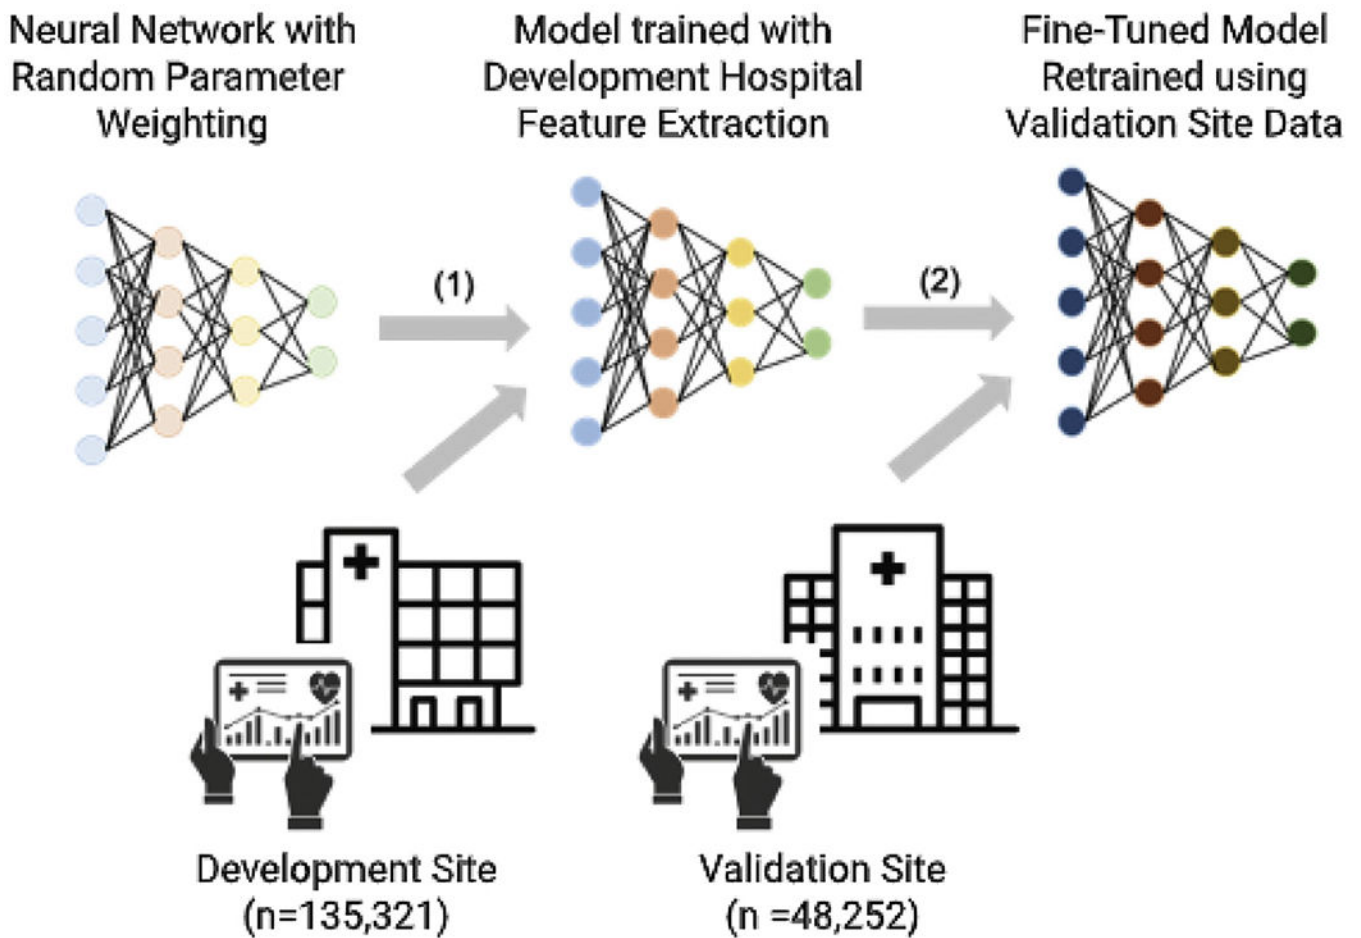 Neural Network with
Random Parameter
Weighting
Model trained with
Development Hospital
Feature Extraction
Fine-Tuned Model
Retrained using
Validation Site Data
(1)
(2)
Development Site
(n=135,321)
Validation Site
(n =48,252)